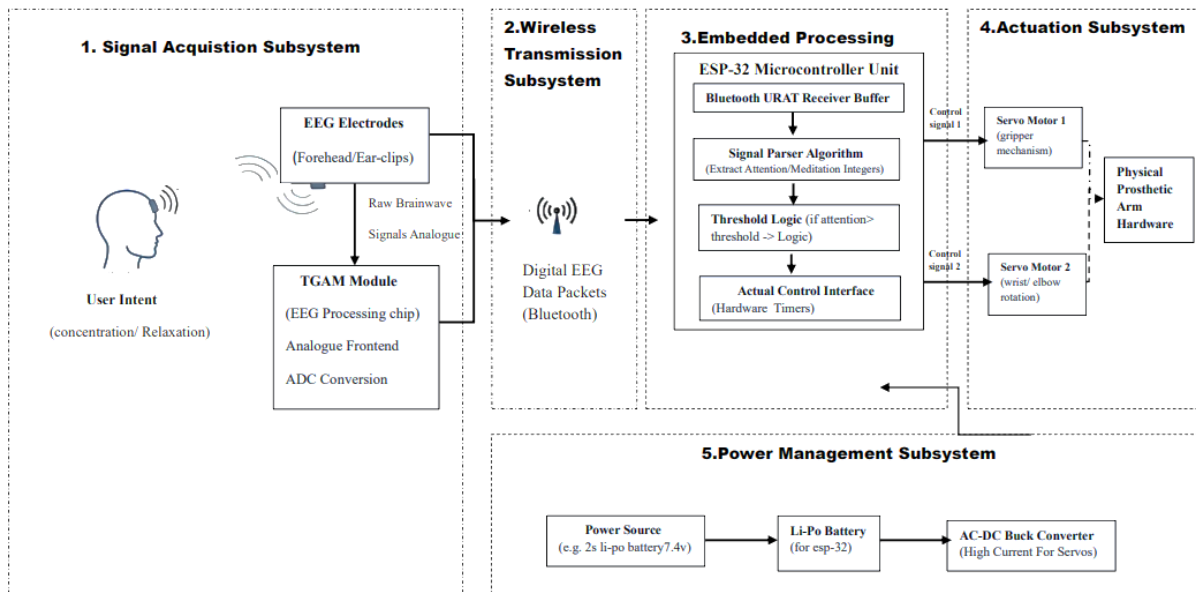 1. Signal Acquistion Subsystem
EEG Electrodes
(Forehead/Ear-clips)
Raw Brainwave
Signals Analogue
User Intent
(concentration/ Relaxation)
TGAM Module
(EEG Processing chip)
Analogue Frontend
ADC Conversion
2.Wireless
Transmission
Subsystem
Digital EEG
Data Packets
(Bluetooth)
3.Embedded Processing
ESP-32 Microcontroller Unit
Bluetooth URAT Receiver Buffer
Signal Parser Algorithm
(Extract Attention/Meditation Integers)
Threshold Logic (if attention>
threshold -> Logic)
Actual Control Interface
(Hardware Timers)
Control
signal 1
Control
signal 2
4.Actuation Subsystem
Servo Motor 1
(gripper
mechanism)
Servo Motor 2
(wrist/ elbow
rotation)
Physical
Prosthetic
Arm
Hardware
5.Power Management Subsystem
Power Source
(e.g. 2s li-po battery7.4v)
Li-Po Battery
(for esp-32)
AC-DC Buck Converter
(High Current For Servos)